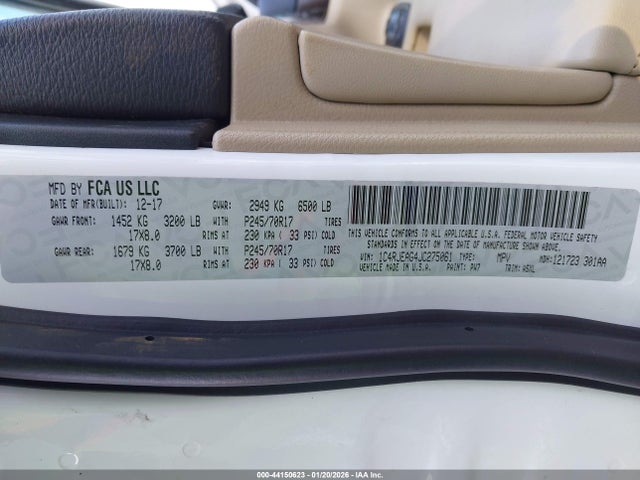 MFD BY FCA US LLC
DATE OF MFR(BUILT): 12-17 GVWR: 2949 KG 6500 LB
GAWR FRONT: 1452 KG 3200 LB WITH P245/70R17 TIRES
17X8.0 RIMS AT 230 KPA ( 33 PSI) COLD
GAWR REAR: 1679 KG 3700 LB WITH P245/70R17 TIRES
17X8.0 RIMS AT 230 KPA ( 33 PSI) COLD
THIS VEHICLE CONFORMS TO ALL APPLICABLE U.S.A. FEDERAL MOTOR VEHICLE SAFETY
STANDARDS IN EFFECT ON THE DATE OF MANUFACTURE SHOWN ABOVE.
VIN: 1C4RJEAG4JC275061 TYPE: MPV MDH:121723 301AA
VEHICLE MADE IN U.S.A. PAINT: PW7 TRIM:
000-44150623 | 01/20/2026 - IAA Inc.